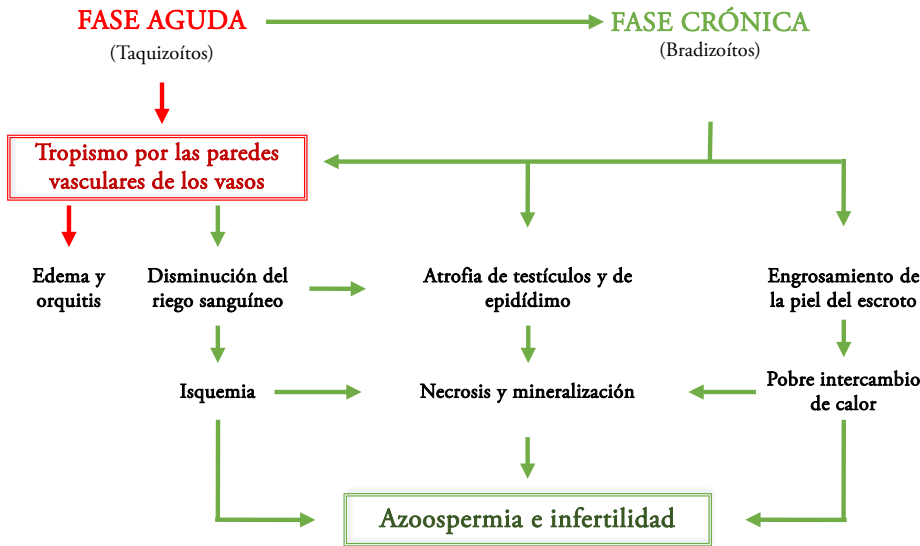 FASE AGUDA
(Taquizoítos)
FASE CRÓNICA
(Bradizoítos)
Tropismo por las paredes
vasculares de los vasos
Edema y
orquitis
Disminución del
riego sanguíneo
Atrofia de testículos y de
epidídimo
Engrosamiento de
la piel del escroto
Isquemia
Necrosis y mineralización
Pobre intercambio
de calor
Azoospermia e infertilidad